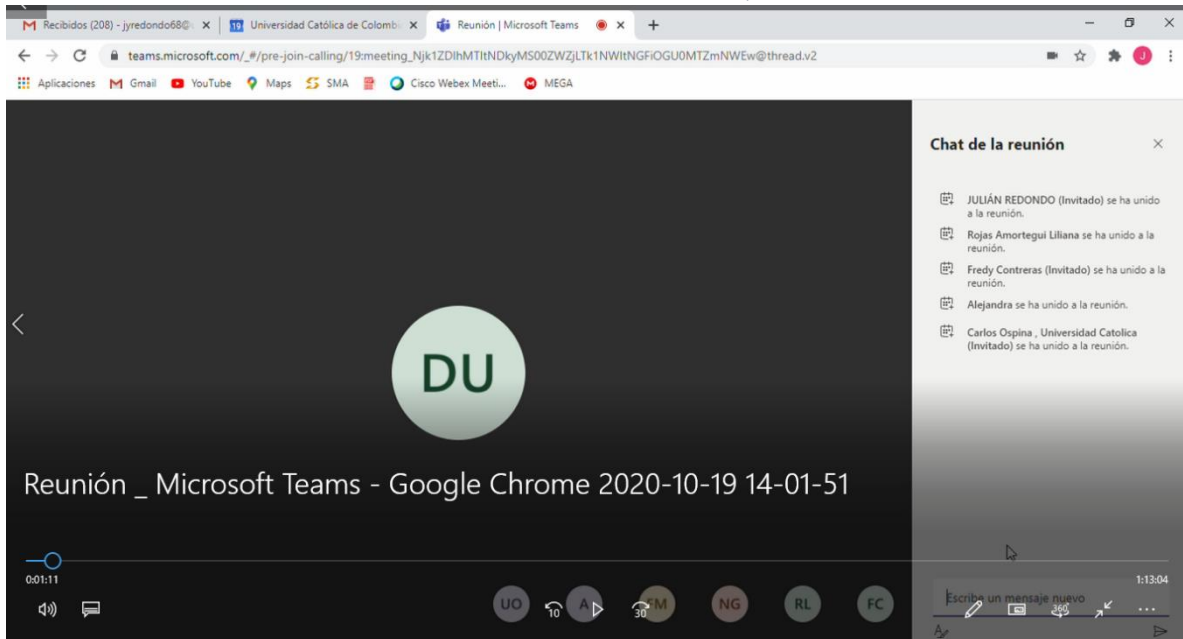 Recibidos (208) - jyredondo68@
19 Universidad Católica de Colombi
Reunión | Microsoft Teams
teams.microsoft.com/_#/pre-join-calling/19:meeting_Njk1ZDlhMTItNDkyMS00ZWZjLTk1NWItNGFiOGU0MTZmNWEw@thread.v2
J
Aplicaciones Gmail YouTube Maps SMA Cisco Webex Meeti... MEGA
Chat de la reunión
JULIÁN REDONDO (Invitado) se ha unido
a la reunión.
Rojas Amortegui Liliana se ha unido a la
reunión.
Fredy Contreras (Invitado) se ha unido a la
reunión.
Alejandra se ha unido a la reunión.
Carlos Ospina , Universidad Catolica
(Invitado) se ha unido a la reunión.
DU
Reunión _ Microsoft Teams - Google Chrome 2020-10-19 14-01-51
0:01:11
1:13:04
UO 10 A 30 FM NG RL FC
Escribe un mensaje nuevo
360